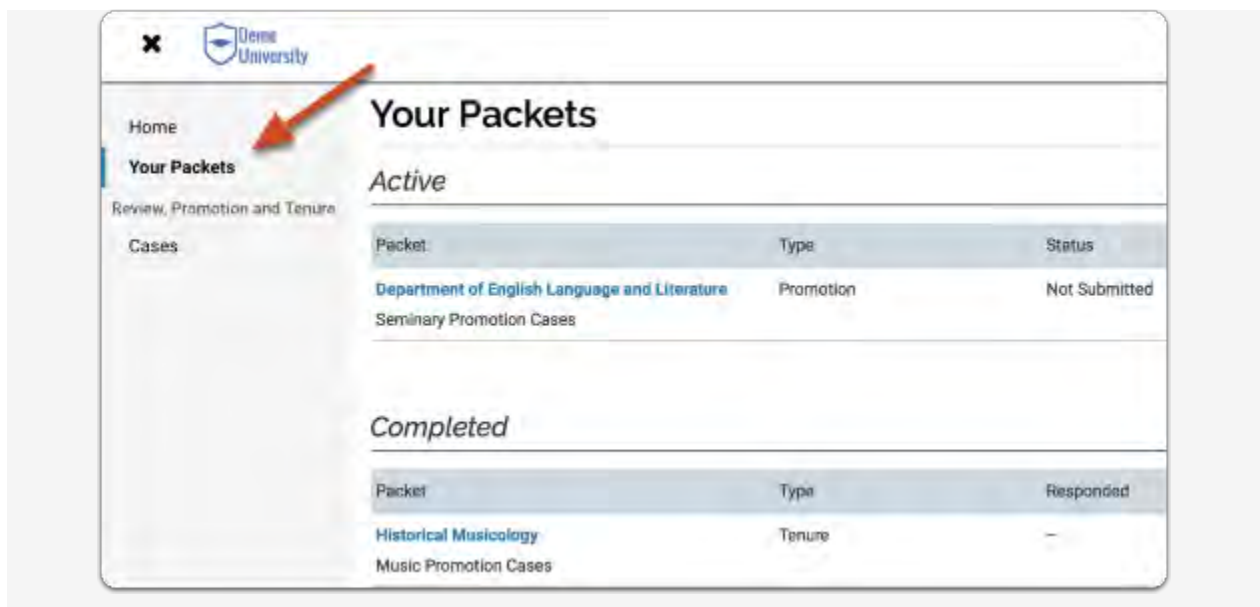 Demo
University
Home
Your Packets
Review, Promotion and Tenure
Cases
Your Packets
Active
Packet Type Status
Department of English Language and Literature Promotion Not Submitted
Seminary Promotion Cases
Completed
Packet Type Responded
Historical Musicology Tenure –
Music Promotion Cases